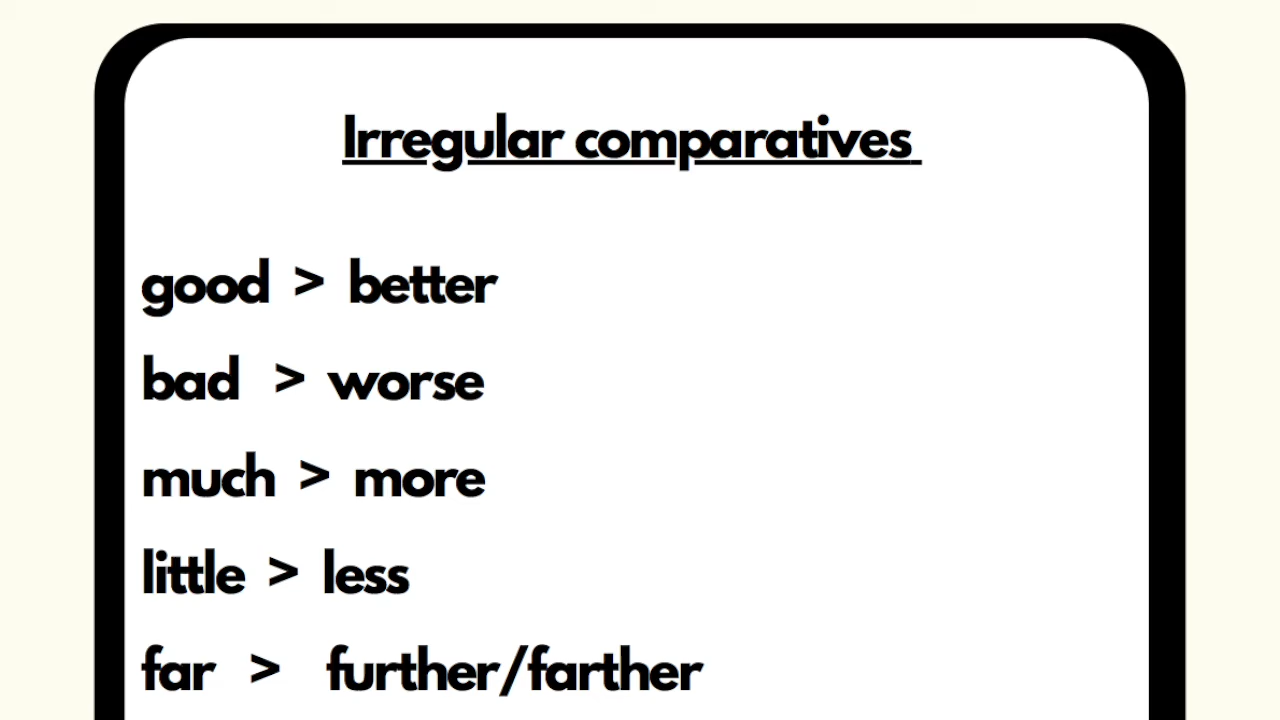 Irregular comparatives
good > better
bad > worse
much > more
little > less
far > further/farther